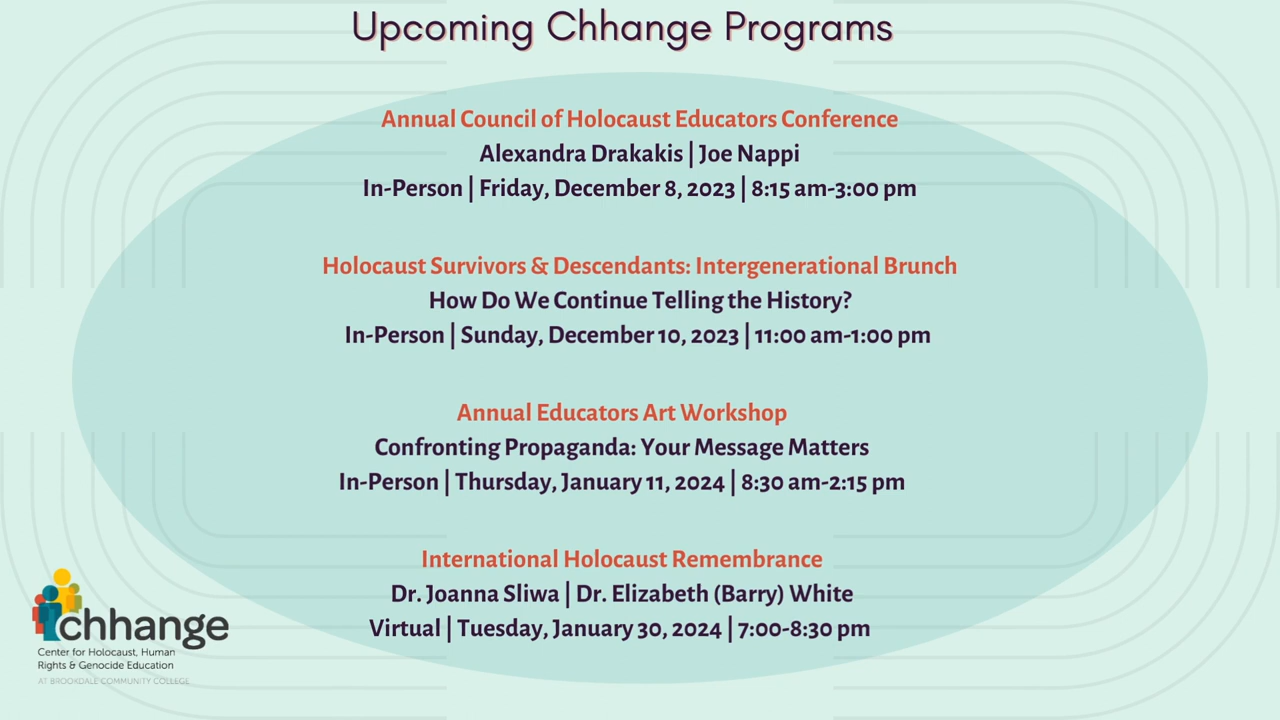 Upcoming Chhange Programs
Annual Council of Holocaust Educators Conference
Alexandra Drakakis | Joe Nappi
In-Person | Friday, December 8, 2023 | 8:15 am-3:00 pm
Holocaust Survivors & Descendants: Intergenerational Brunch
How Do We Continue Telling the History?
In-Person | Sunday, December 10, 2023 | 11:00 am-1:00 pm
Annual Educators Art Workshop
Confronting Propaganda: Your Message Matters
In-Person | Thursday, January 11, 2024 | 8:30 am-2:15 pm
International Holocaust Remembrance
Dr. Joanna Sliwa | Dr. Elizabeth (Barry) White
Virtual | Tuesday, January 30, 2024 | 7:00-8:30 pm
chhange
Center for Holocaust, Human
Rights & Genocide Education
AT BROOKDALE COMMUNITY COLLEGE